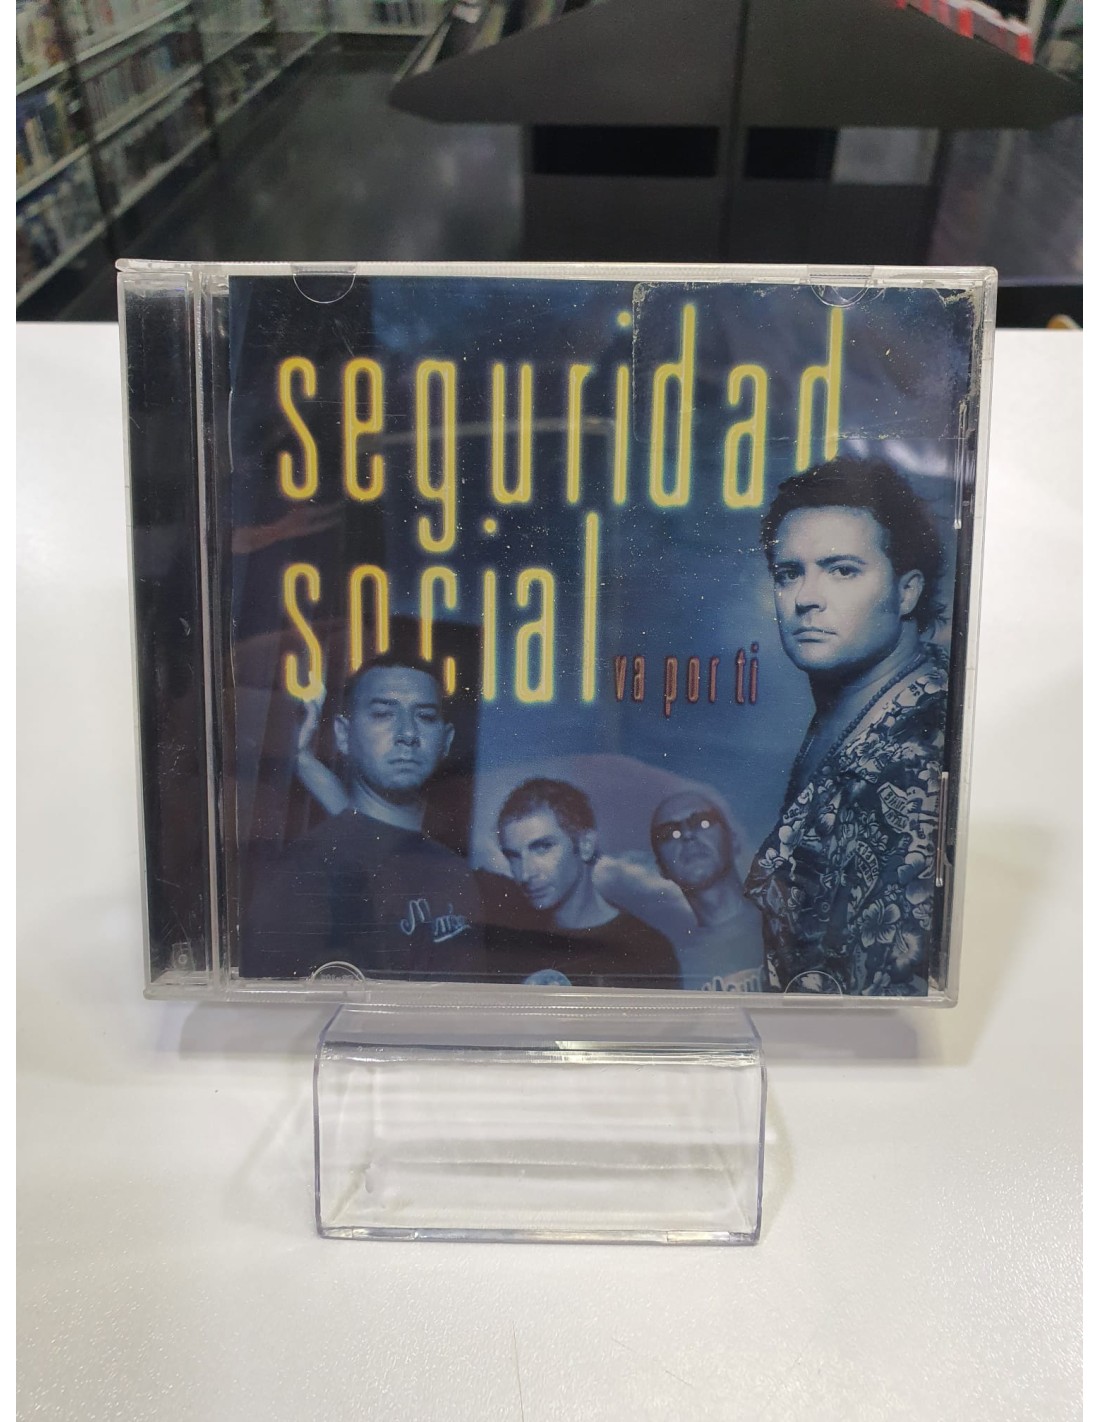 seguridad
social
va por ti